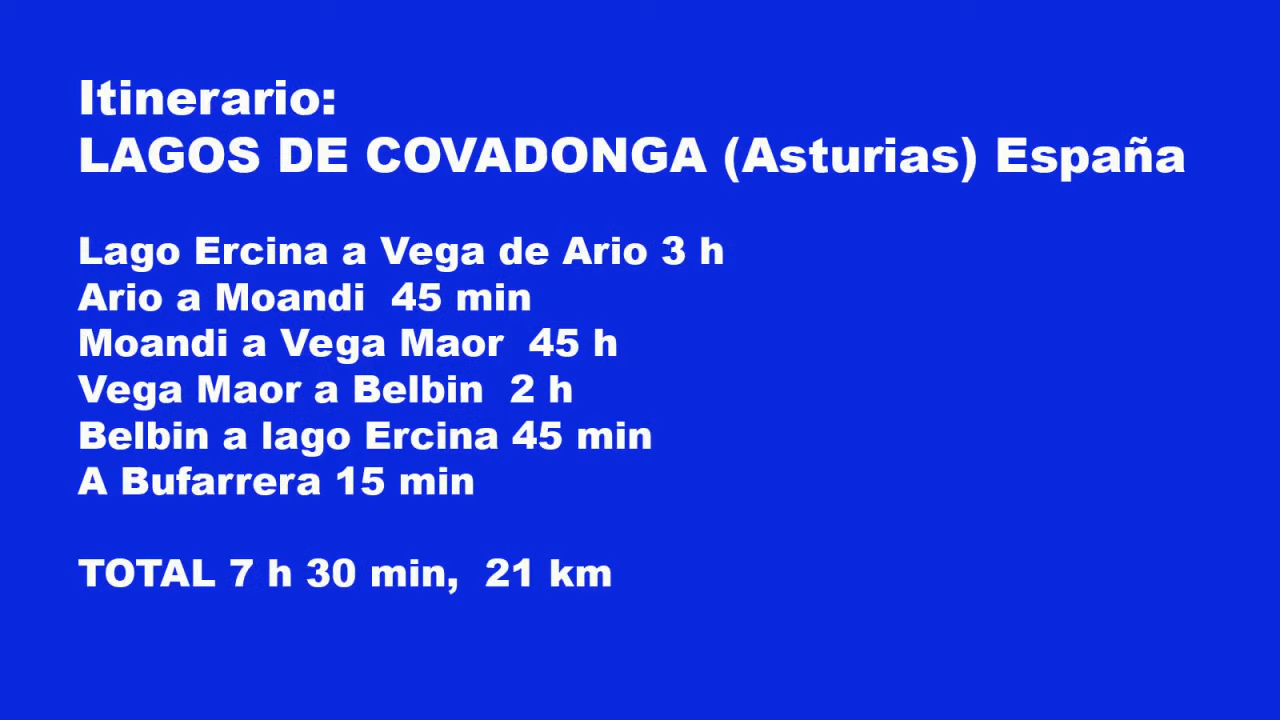 Itinerario:
LAGOS DE COVADONGA (Asturias) España
Lago Ercina a Vega de Ario 3 h
Ario a Moandi  45 min
Moandi a Vega Maor  45 h
Vega Maor a Belbin  2 h
Belbin a lago Ercina 45 min
A Bufarrera 15 min
TOTAL 7 h 30 min,  21 km